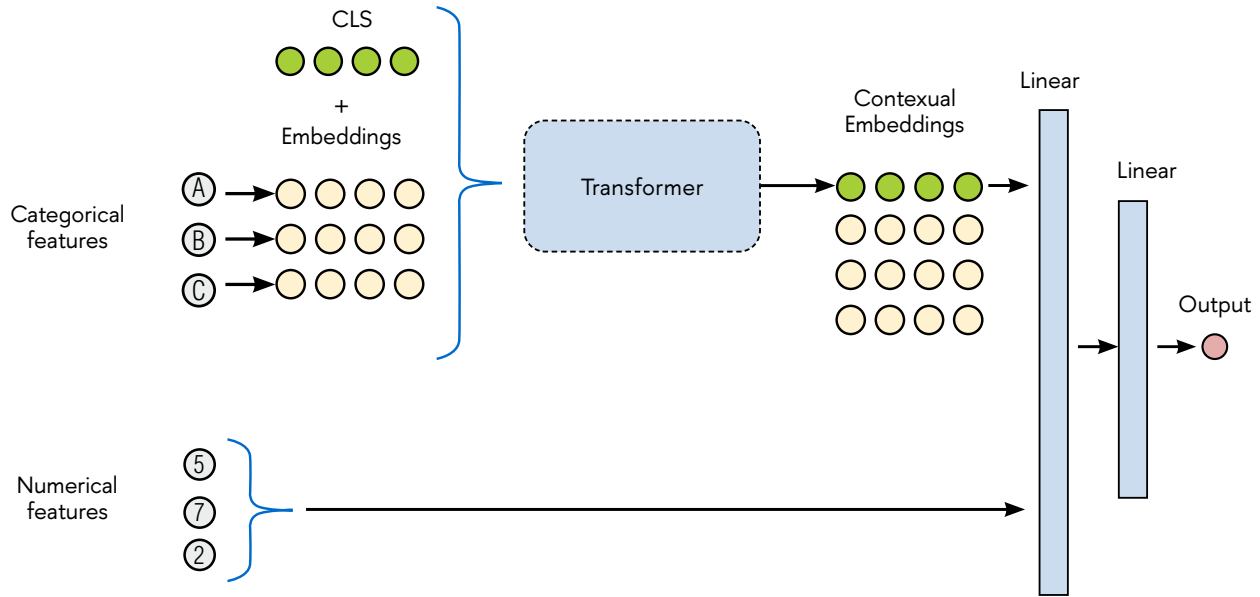 CLS
+
Embeddings
Categorical
features
A
B
C
Transformer
Contexual
Embeddings
Linear
Linear
Output
Numerical
features
5
7
2